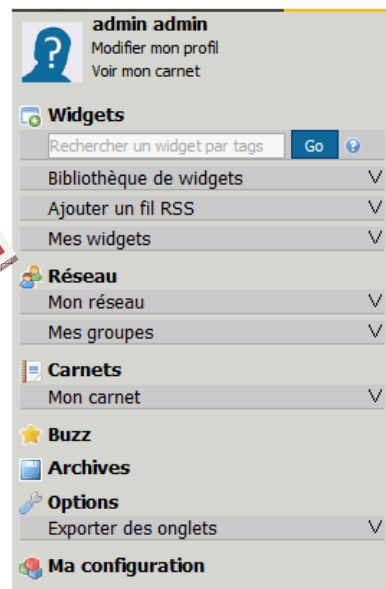 admin admin
Modifier mon profil
Voir mon carnet
Widgets
Rechercher un widget par tags Go ?
Bibliothèque de widgets V
Ajouter un fil RSS V
Mes widgets V
Réseau
Mon réseau V
Mes groupes V
Carnets
Mon carnet V
Buzz
Archives
Options
Exporter des onglets V
Ma configuration